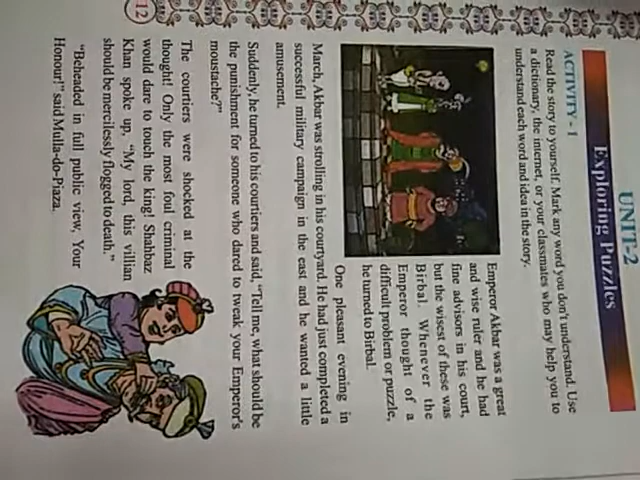 UNIT-2
Exploring Puzzles
ACTIVITY - 1
Read the story to yourself. Mark any word you don't understand. Use
a dictionary, the internet, or your classmates who may help you to
understand each word and idea in the story.
Emperor Akbar was a great
and wise ruler and he had
fine advisors in his court,
but the wisest of these was
Birbal. Whenever the
Emperor thought of a
difficult problem or puzzle,
he turned to Birbal.
One pleasant evening in
March, Akbar was strolling in his courtyard. He had just completed a
successful military campaign in the east and he wanted a little
amusement.
Suddenly, he turned to his courtiers and said, "Tell me, what should be
the punishment for someone who dared to tweak your Emperor's
moustache?"
The courtiers were shocked at the
thought! Only the most foul criminal
would dare to touch the king! Shahbaz
Khan spoke up, "My lord, this villian
should be mercilessly flogged to death."
"Beheaded in full public view, Your
Honour!" said Mulla-do-Piaza.
12